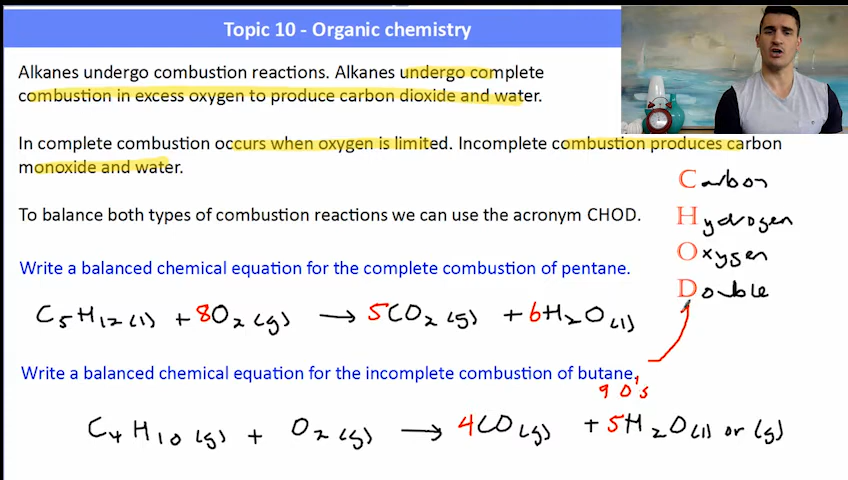 Topic 10 - Organic chemistry
Alkanes undergo combustion reactions. Alkanes undergo complete
combustion in excess oxygen to produce carbon dioxide and water.
In complete combustion occurs when oxygen is limited. Incomplete combustion produces carbon
monoxide and water.
To balance both types of combustion reactions we can use the acronym CHOD.
Carbon
Hydrogen
Oxygen
Double
Write a balanced chemical equation for the complete combustion of pentane.
C5H12(l) + 8O2(g) → 5CO2(g) + 6H2O(l)
Write a balanced chemical equation for the incomplete combustion of butane.
9 O's
C4H10(g) + O2(g) → 4CO(g) + 5H2O(l) or (g)